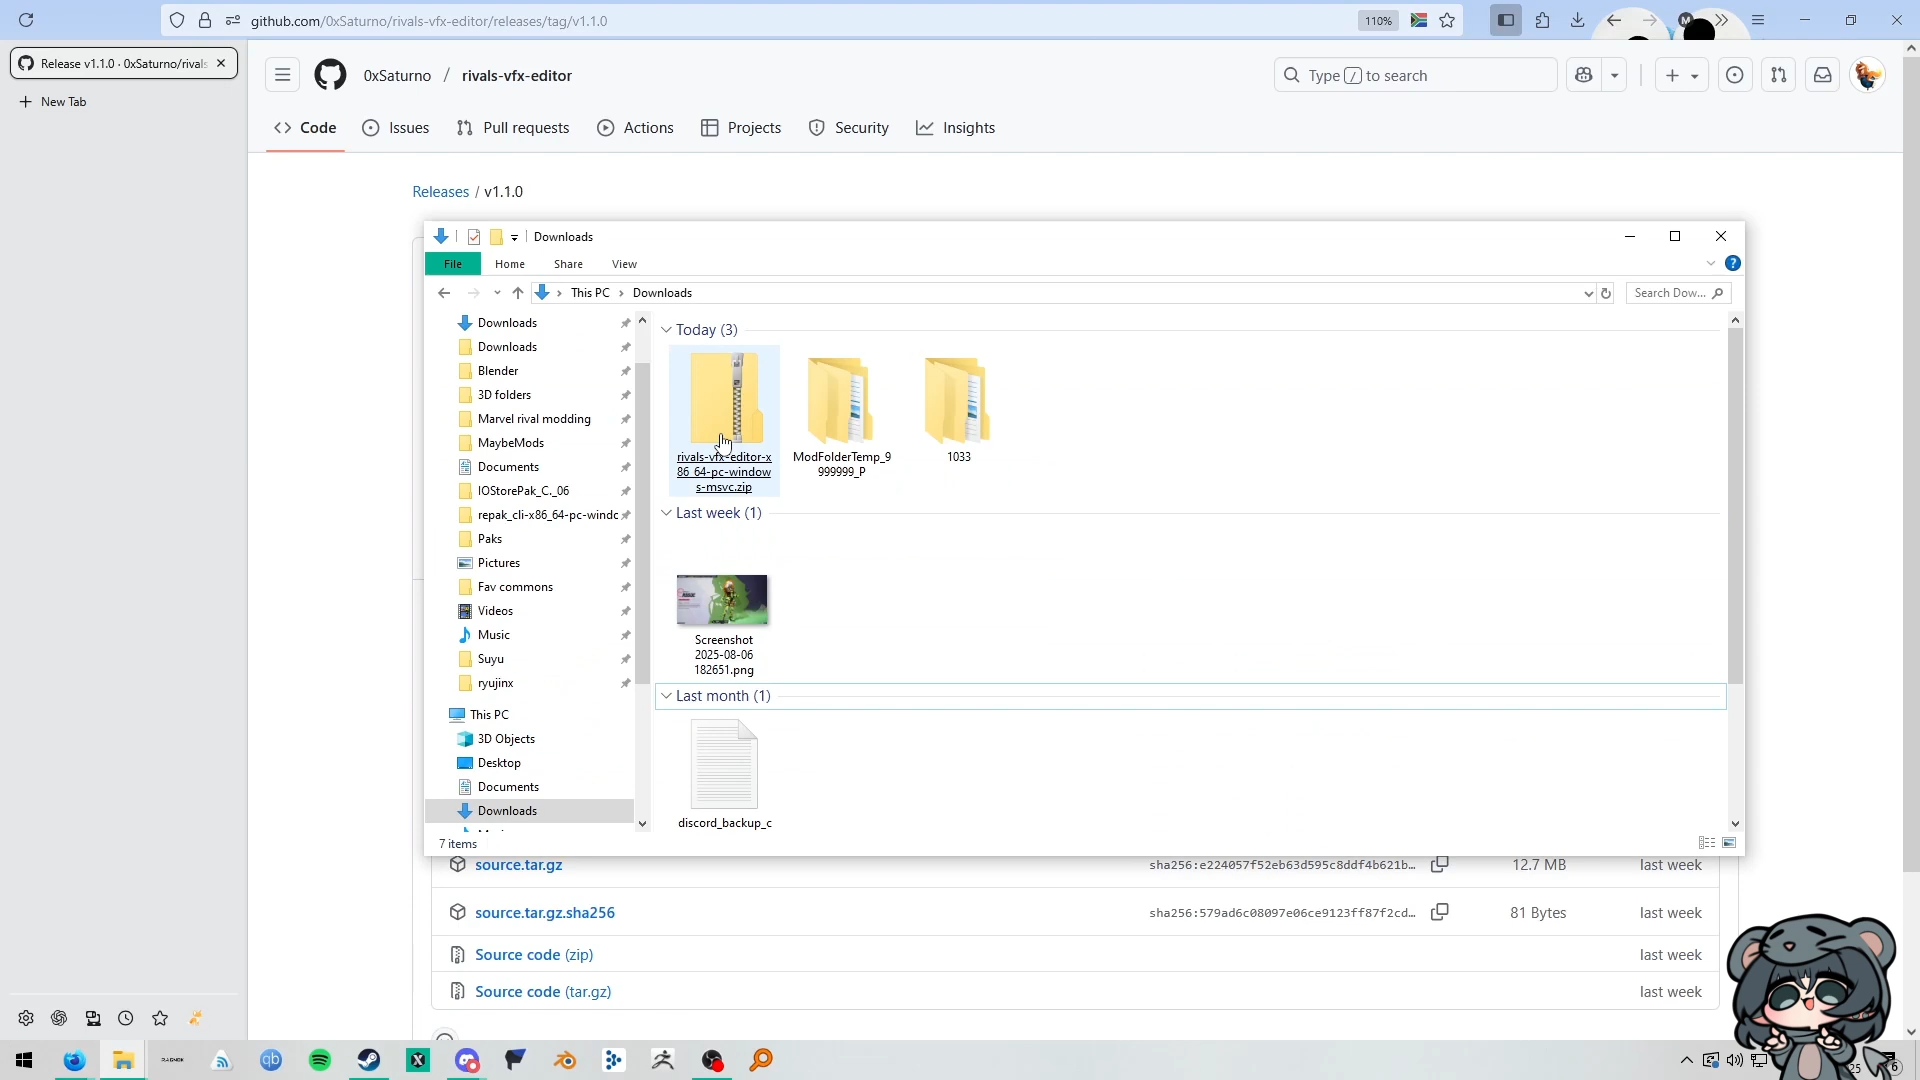 github.com/0xSaturno/rivals-vfx-editor/releases/tag/v1.1.0
110%
Release v1.1.0 · 0xSaturno/rivals
New Tab
0xSaturno / rivals-vfx-editor
Type / to search
Code
Issues
Pull requests
Actions
Projects
Security
Insights
Releases / v1.1.0
Downloads
File
Home
Share
View
This PC > Downloads
Search Dow...
Downloads
Downloads
Blender
3D folders
Marvel rival modding
MaybeMods
Documents
IOStorePak_C._06
repak_cli-x86_64-pc-windc
Paks
Pictures
Fav commons
Videos
Music
Suyu
ryujinx
This PC
3D Objects
Desktop
Documents
Downloads
Today (3)
rivals-vfx-editor-x
86_64-pc-window
s-msvc.zip
ModFolderTemp_9
999999_P
1033
Last week (1)
Screenshot
2025-08-06
182651.png
Last month (1)
discord_backup_c
7 items
source.tar.gz
sha256:e224057f52eb63d595c8ddf4b621b…
12.7 MB
last week
source.tar.gz.sha256
sha256:579ad6c08097e06ce9123ff87f2cd…
81 Bytes
last week
Source code (zip)
last week
Source code (tar.gz)
last week
qb
25
6